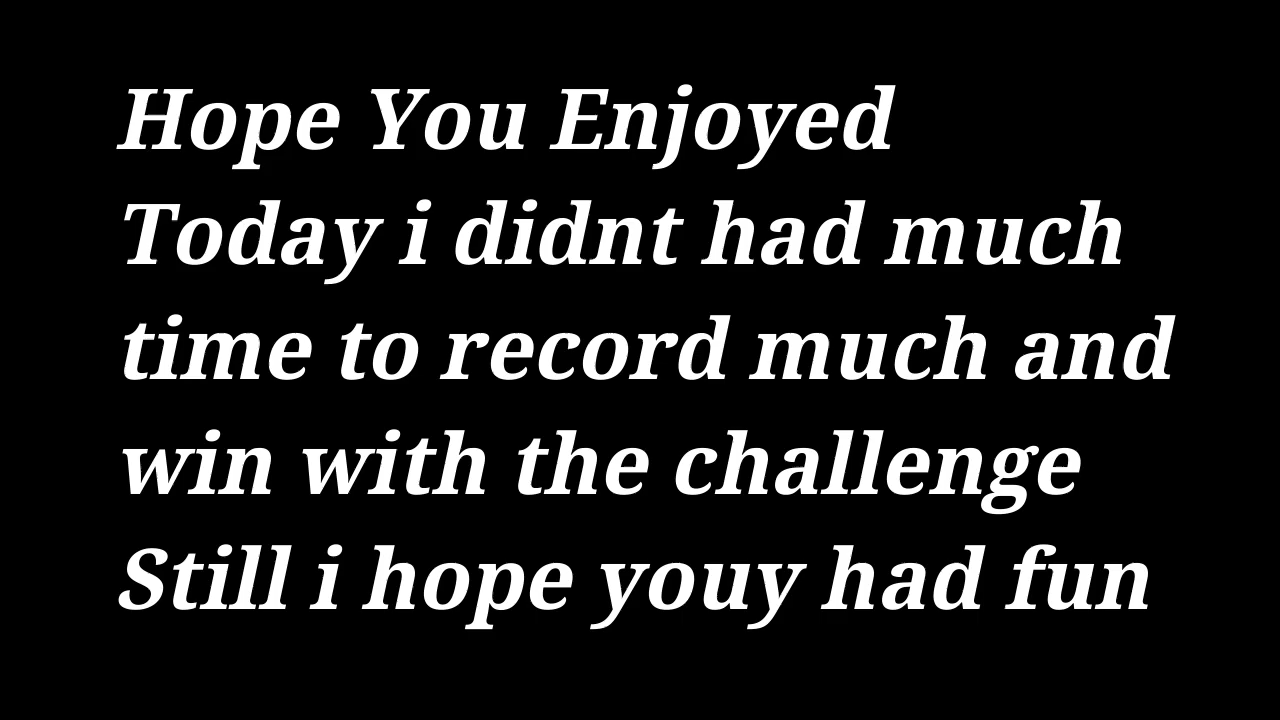 Hope You Enjoyed
Today i didnt had much
time to record much and
win with the challenge
Still i hope youy had fun